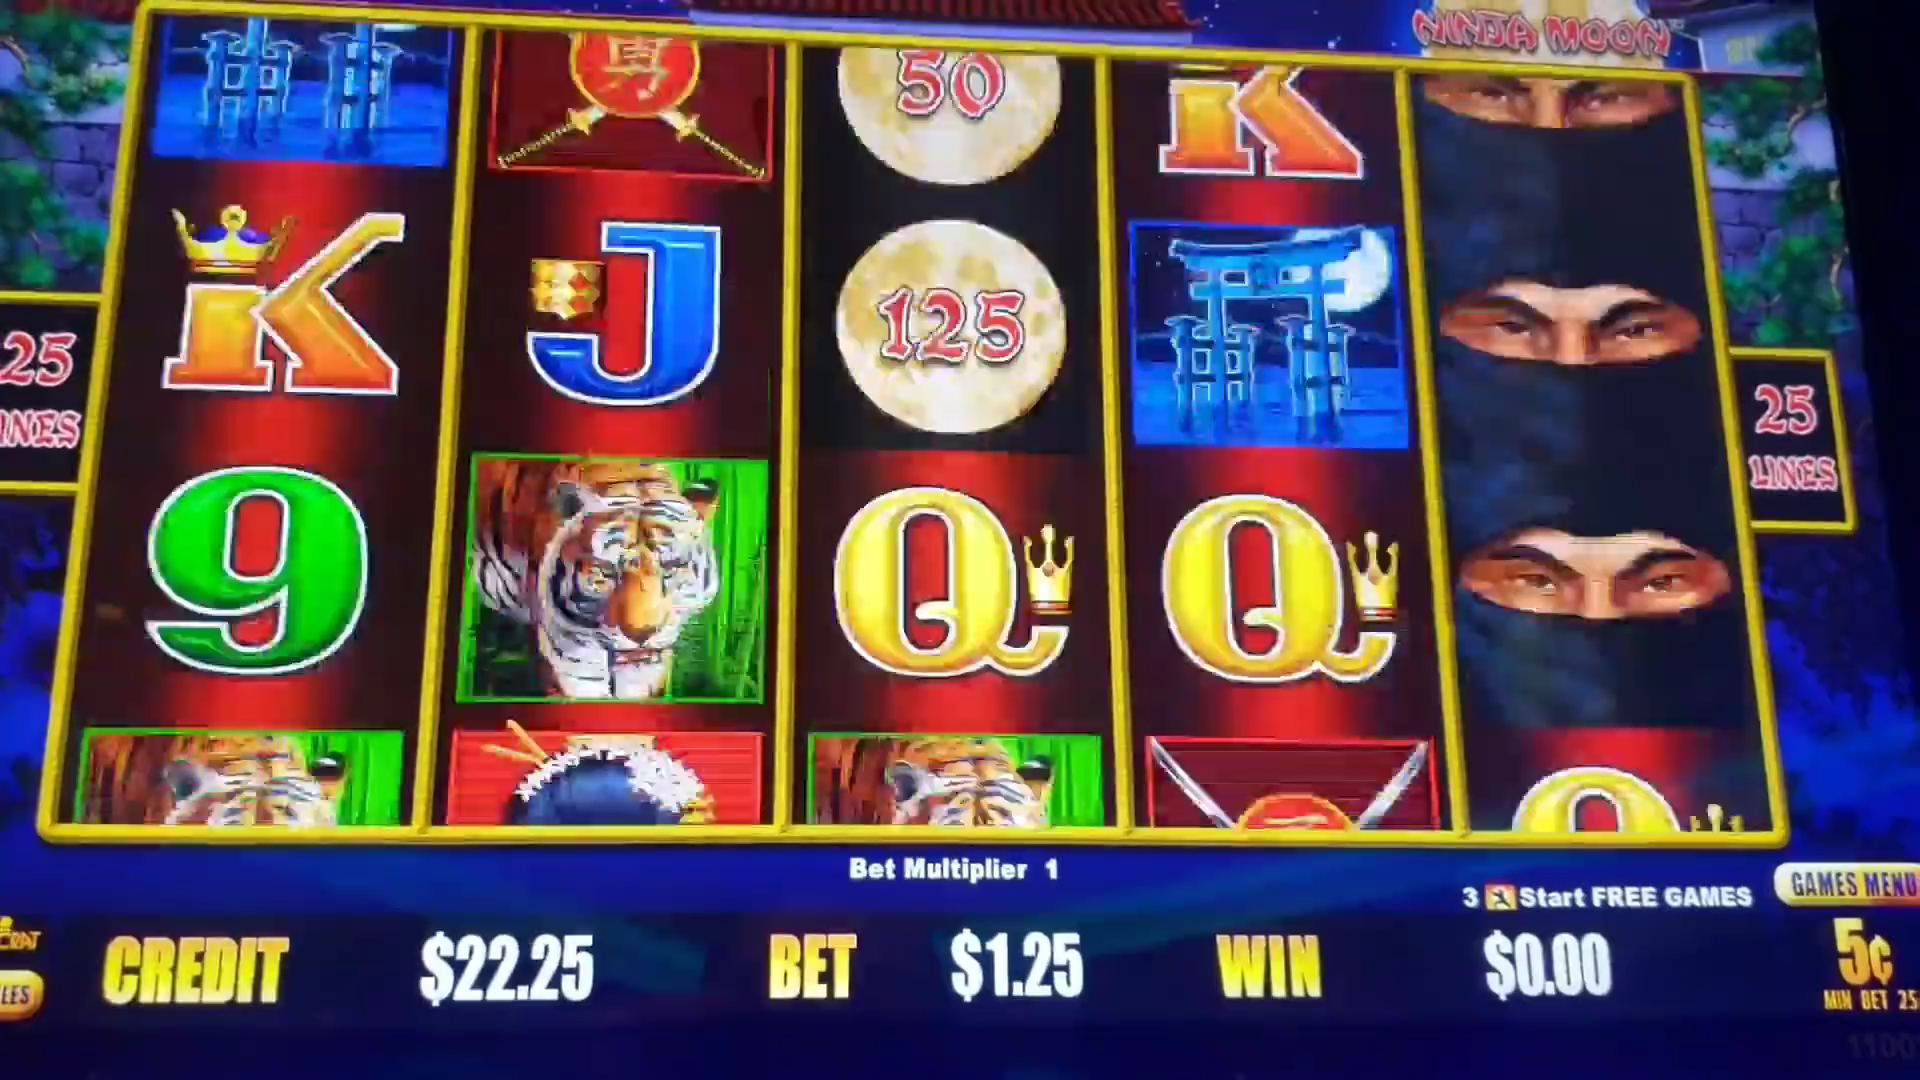 NINJA MOON
50
K
K
J
125
25
LINES
25
LINES
9
Q
Q
Q
Bet Multiplier 1
3 Start FREE GAMES
GAMES MENU
CREDIT $22.25 BET $1.25 WIN $0.00
5¢
MIN BET 25